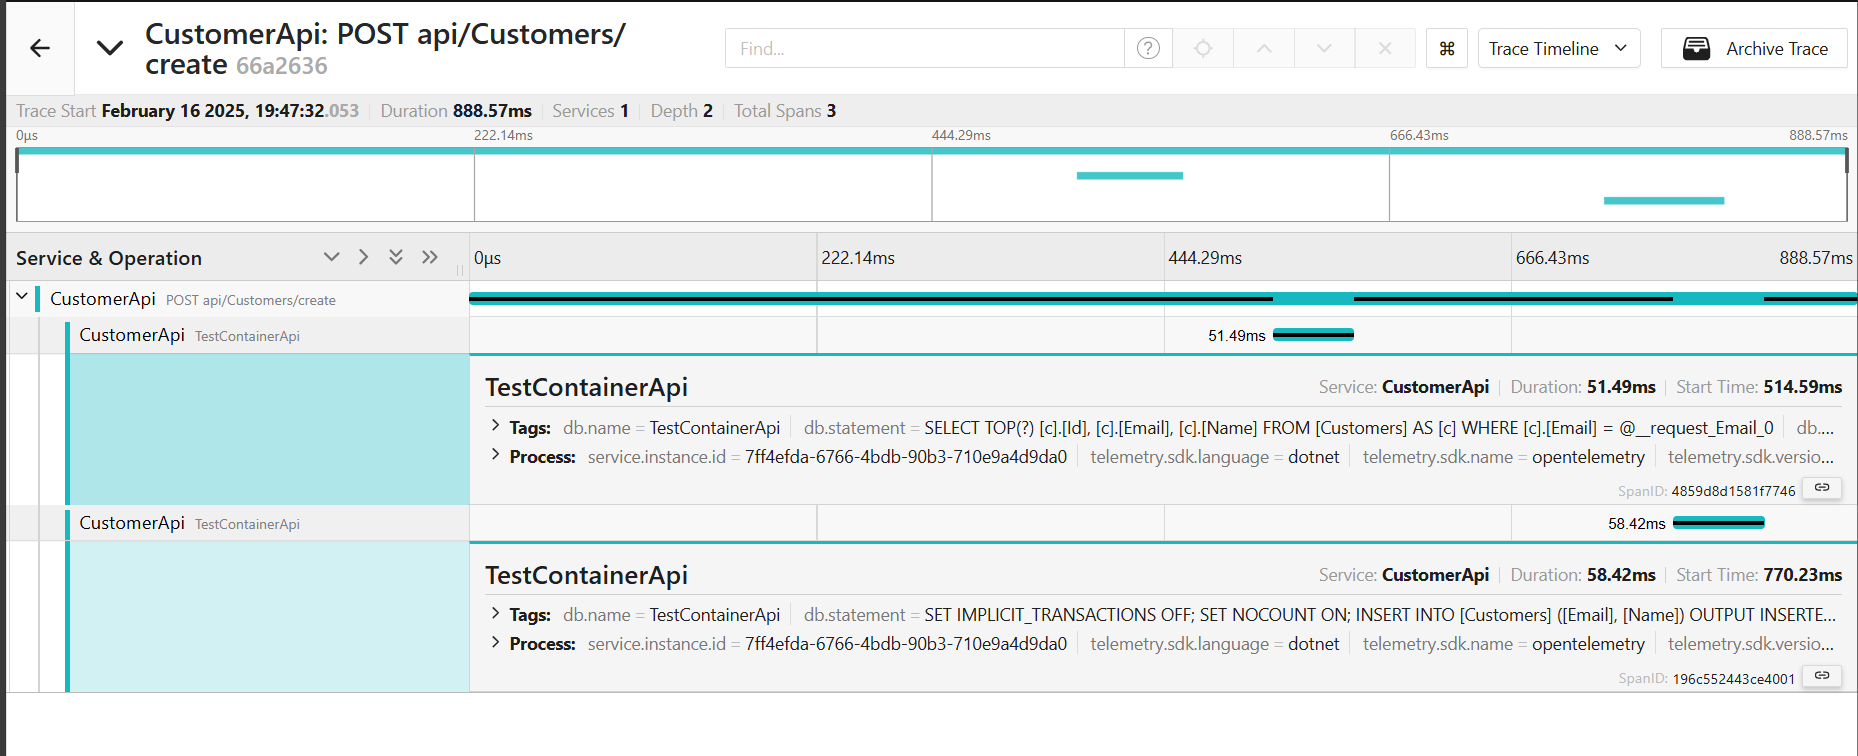 CustomerApi: POST api/Customers/
create 66a2636
Find...
?
⌘
Trace Timeline
Archive Trace
Trace Start February 16 2025, 19:47:32.053 Duration 888.57ms Services 1 Depth 2 Total Spans 3
0μs 222.14ms 444.29ms 666.43ms 888.57ms
Service & Operation 0μs 222.14ms 444.29ms 666.43ms 888.57ms
CustomerApi POST api/Customers/create
CustomerApi TestContainerApi 51.49ms
TestContainerApi Service: CustomerApi Duration: 51.49ms Start Time: 514.59ms
Tags: db.name = TestContainerApi db.statement = SELECT TOP(?) [c].[Id], [c].[Email], [c].[Name] FROM [Customers] AS [c] WHERE [c].[Email] = @__request_Email_0 db....
Process: service.instance.id = 7ff4efda-6766-4bdb-90b3-710e9a4d9da0 telemetry.sdk.language = dotnet telemetry.sdk.name = opentelemetry telemetry.sdk.versio...
SpanID: 4859d8d1581f7746
CustomerApi TestContainerApi 58.42ms
TestContainerApi Service: CustomerApi Duration: 58.42ms Start Time: 770.23ms
Tags: db.name = TestContainerApi db.statement = SET IMPLICIT_TRANSACTIONS OFF; SET NOCOUNT ON; INSERT INTO [Customers] ([Email], [Name]) OUTPUT INSERTE...
Process: service.instance.id = 7ff4efda-6766-4bdb-90b3-710e9a4d9da0 telemetry.sdk.language = dotnet telemetry.sdk.name = opentelemetry telemetry.sdk.versio...
SpanID: 196c552443ce4001